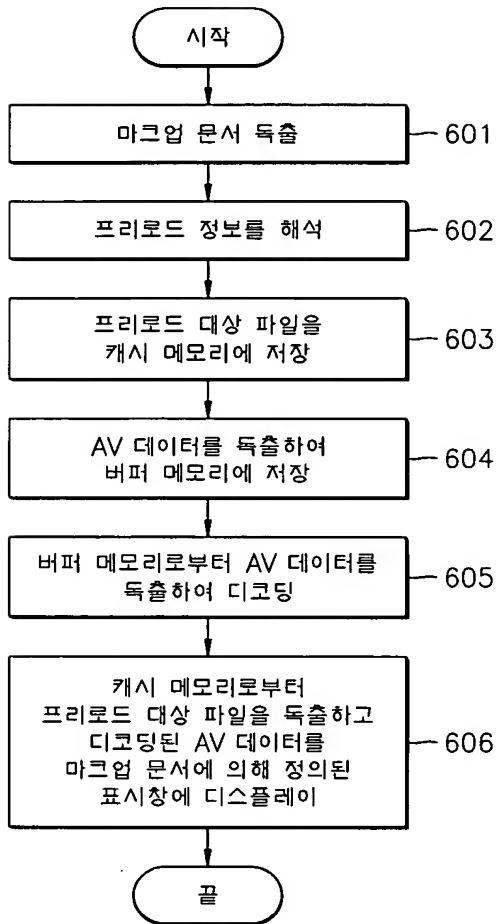 시작
마크업 문서 독출
601
프리로드 정보를 해석
602
프리로드 대상 파일을
캐시 메모리에 저장
603
AV 데이터를 독출하여
버퍼 메모리에 저장
604
버퍼 메모리로부터 AV 데이터를
독출하여 디코딩
605
캐시 메모리로부터
프리로드 대상 파일을 독출하고
디코딩된 AV 데이터를
마크업 문서에 의해 정의된
표시창에 디스플레이
606
끝